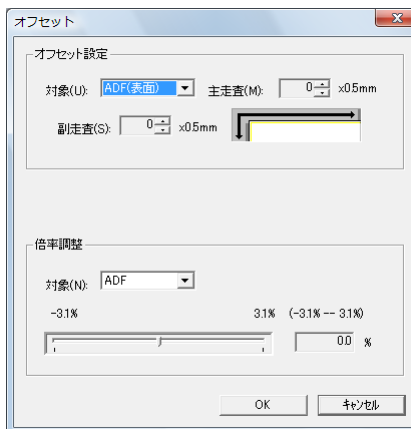 オフセット
オフセット設定
対象(U): ADF(表面) 主走査(M): 0 x0.5mm
副走査(S): 0 x0.5mm
倍率調整
対象(N): ADF
-3.1% 3.1% (-3.1% -- 3.1%)
0.0 %
OK キャンセル